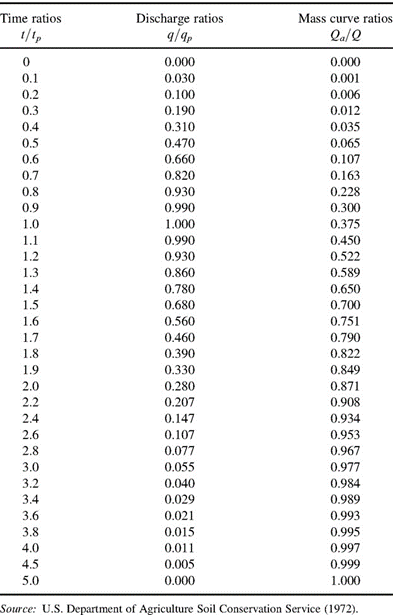 Time ratios Discharge ratios Mass curve ratios
t/tp q/qp Qa/Q
0 0.000 0.000
0.1 0.030 0.001
0.2 0.100 0.006
0.3 0.190 0.012
0.4 0.310 0.035
0.5 0.470 0.065
0.6 0.660 0.107
0.7 0.820 0.163
0.8 0.930 0.228
0.9 0.990 0.300
1.0 1.000 0.375
1.1 0.990 0.450
1.2 0.930 0.522
1.3 0.860 0.589
1.4 0.780 0.650
1.5 0.680 0.700
1.6 0.560 0.751
1.7 0.460 0.790
1.8 0.390 0.822
1.9 0.330 0.849
2.0 0.280 0.871
2.2 0.207 0.908
2.4 0.147 0.934
2.6 0.107 0.953
2.8 0.077 0.967
3.0 0.055 0.977
3.2 0.040 0.984
3.4 0.029 0.989
3.6 0.021 0.993
3.8 0.015 0.995
4.0 0.011 0.997
4.5 0.005 0.999
5.0 0.000 1.000
Source: U.S. Department of Agriculture Soil Conservation Service (1972).